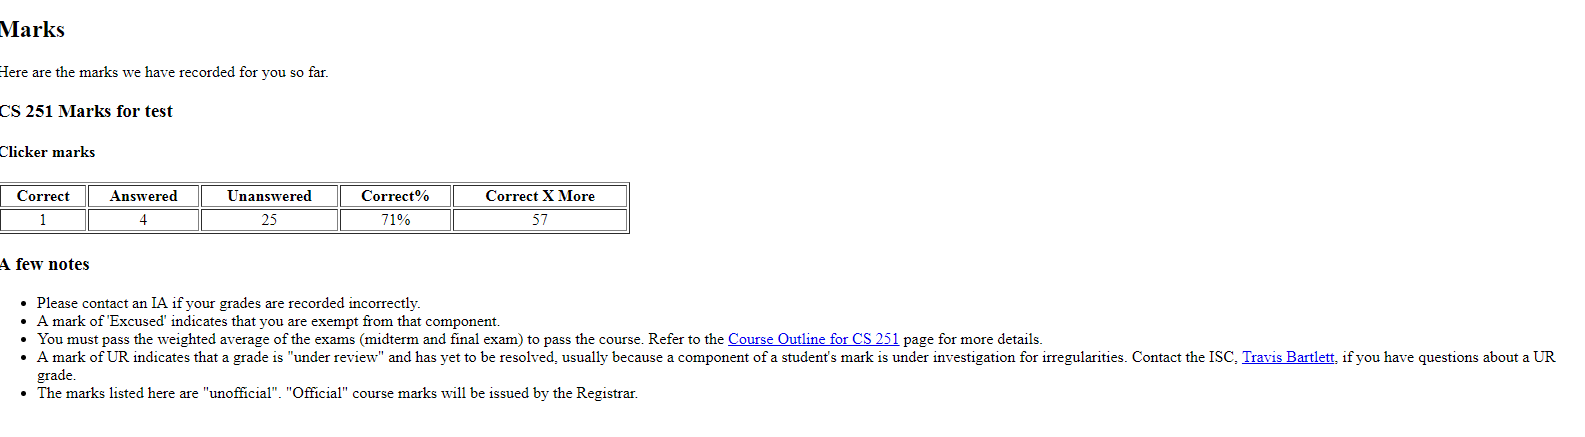 Marks
Here are the marks we have recorded for you so far.
CS 251 Marks for test
Clicker marks
Correct Answered Unanswered Correct% Correct X More
1 4 25 71% 57
A few notes
• Please contact an IA if your grades are recorded incorrectly.
• A mark of 'Excused' indicates that you are exempt from that component.
• You must pass the weighted average of the exams (midterm and final exam) to pass the course. Refer to the Course Outline for CS 251 page for more details.
• A mark of UR indicates that a grade is "under review" and has yet to be resolved, usually because a component of a student's mark is under investigation for irregularities. Contact the ISC, Travis Bartlett, if you have questions about a UR
grade.
• The marks listed here are "unofficial". "Official" course marks will be issued by the Registrar.